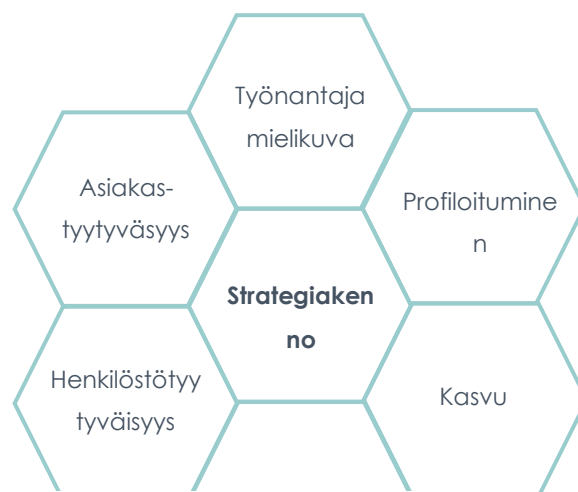 Työnantaja
mielikuva
Asiakas-
tyytyväsyys
Profiloitumine
n
Strategiaken
no
Henkilöstötyy
tyväisyys
Kasvu